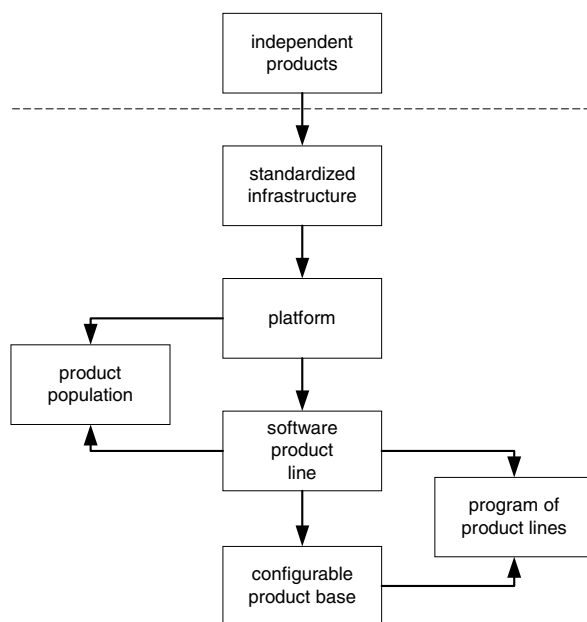 independent
products
standardized
infrastructure
platform
product
population
software
product
line
program of
product lines
configurable
product base